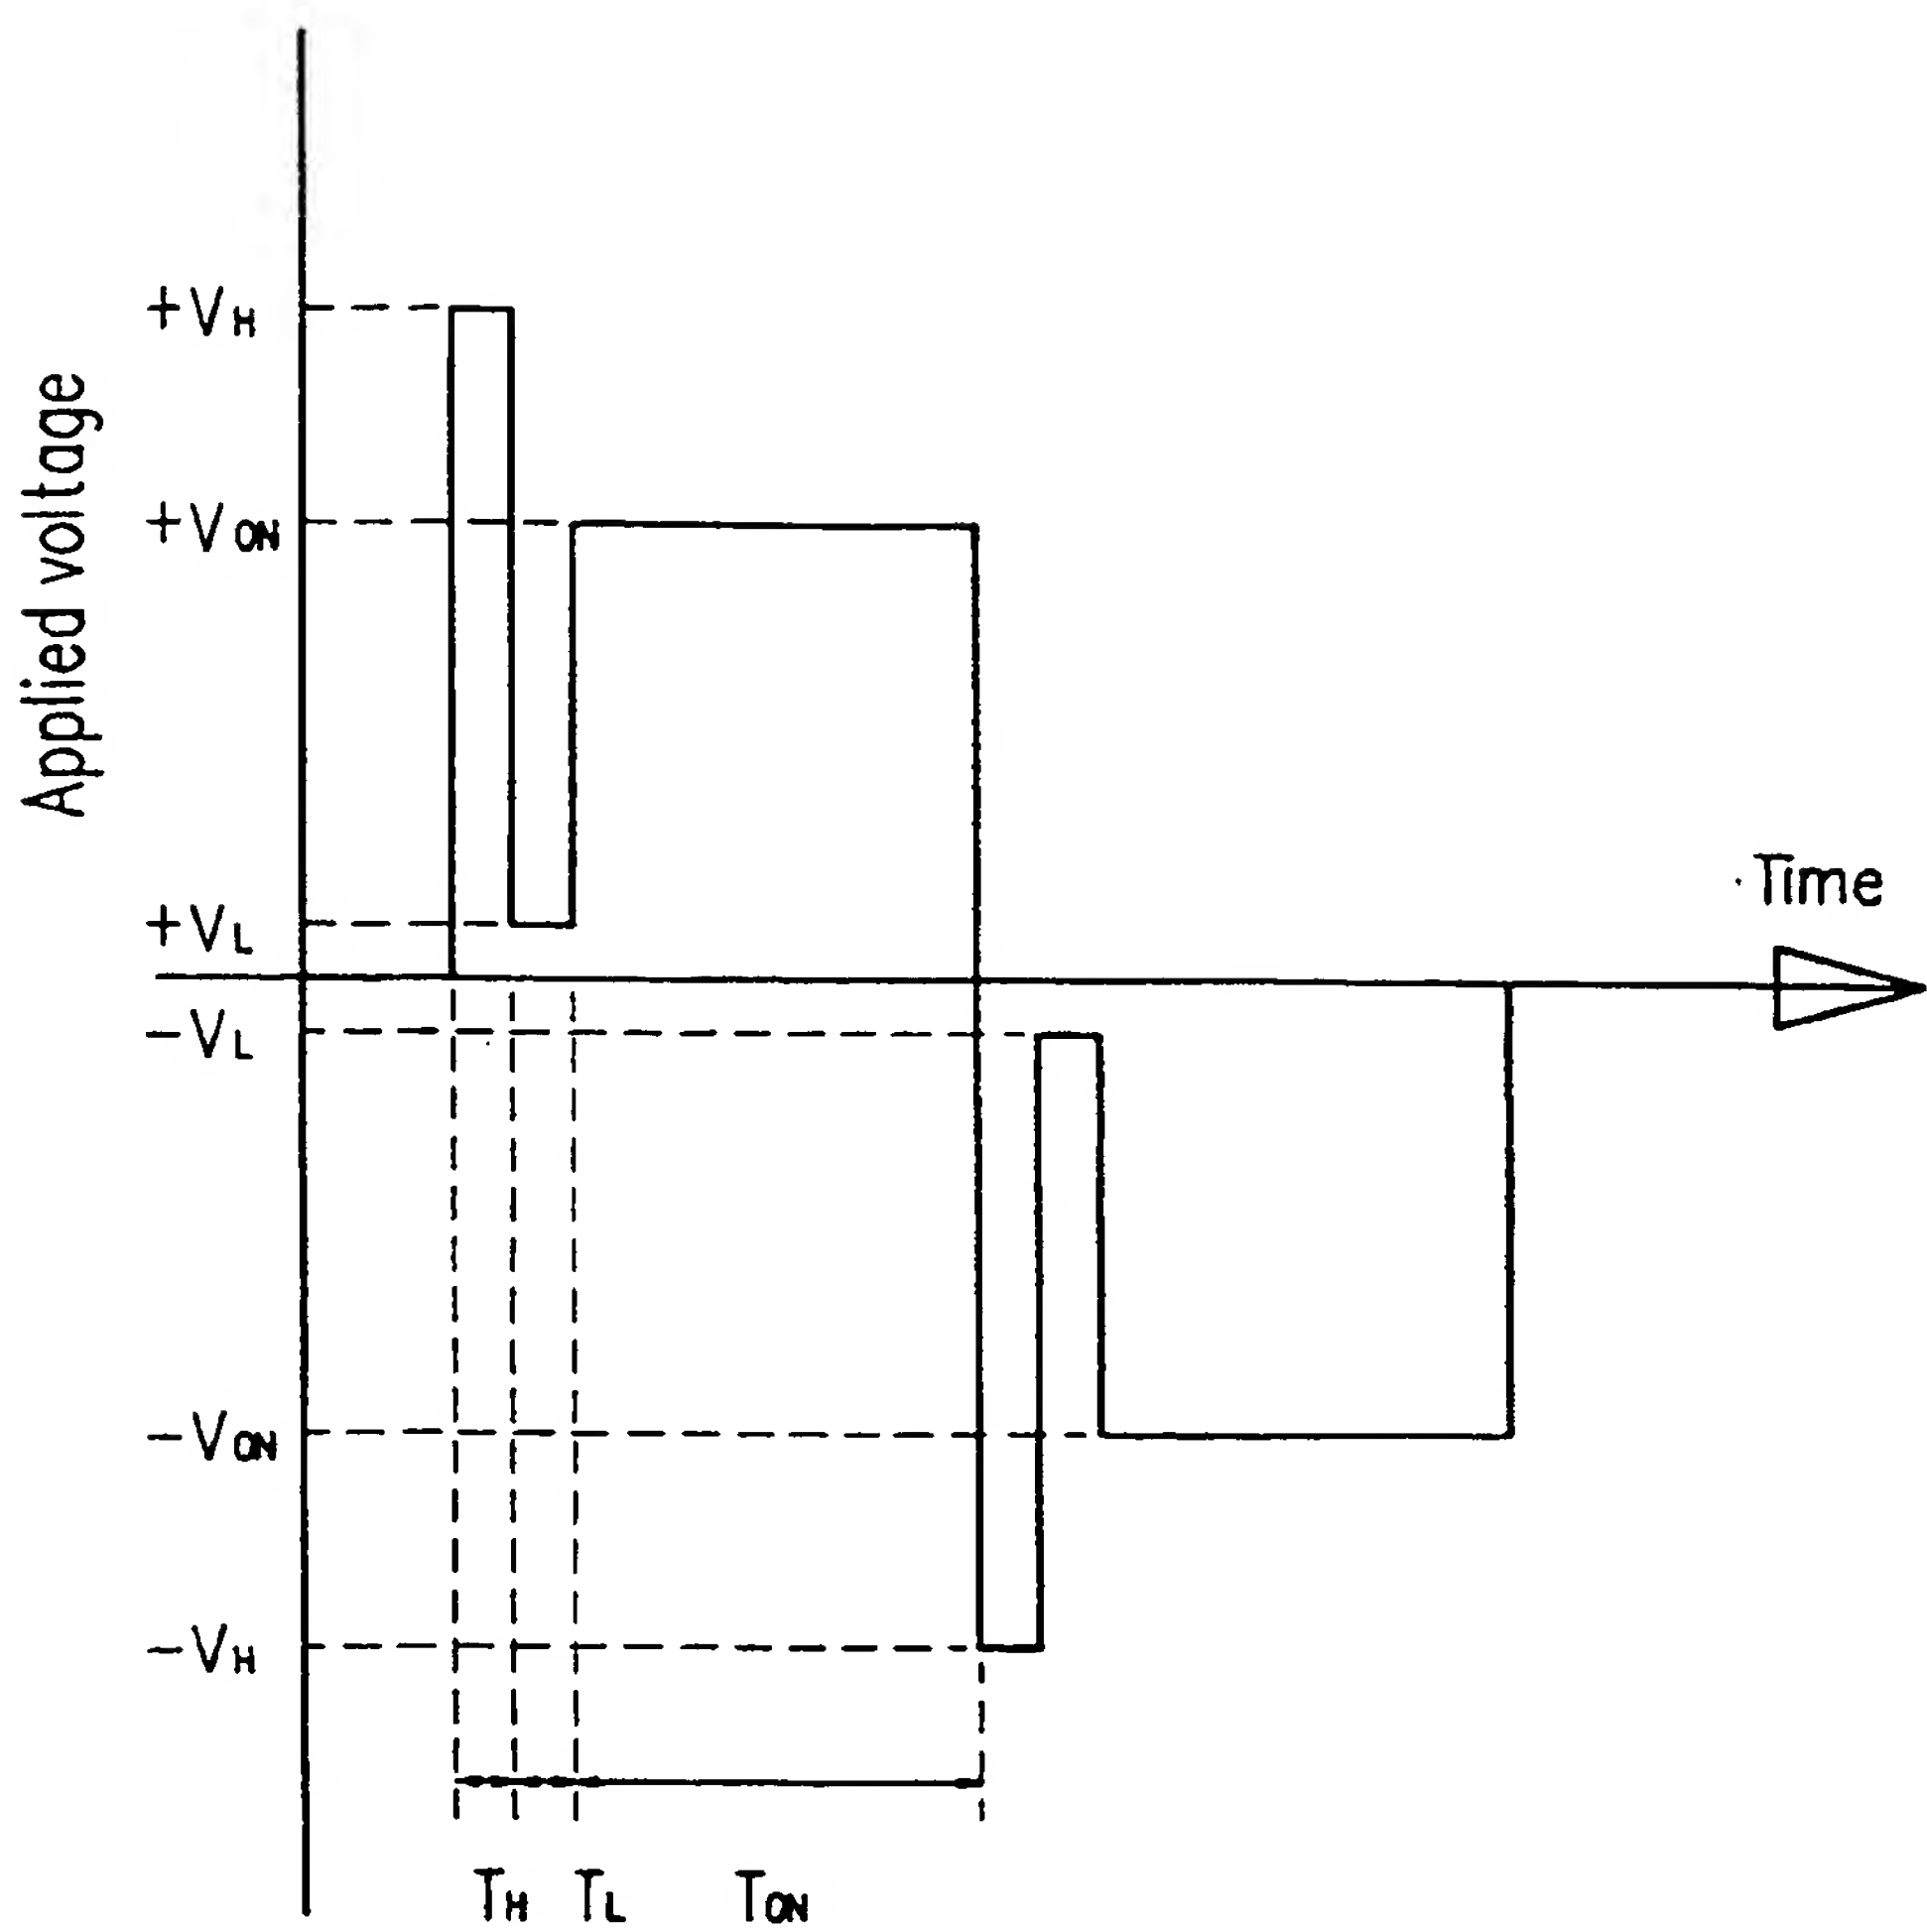 +VH
+VON
+VL
-VL
-VON
-VH
Applied voltage
Time
TH TL TON